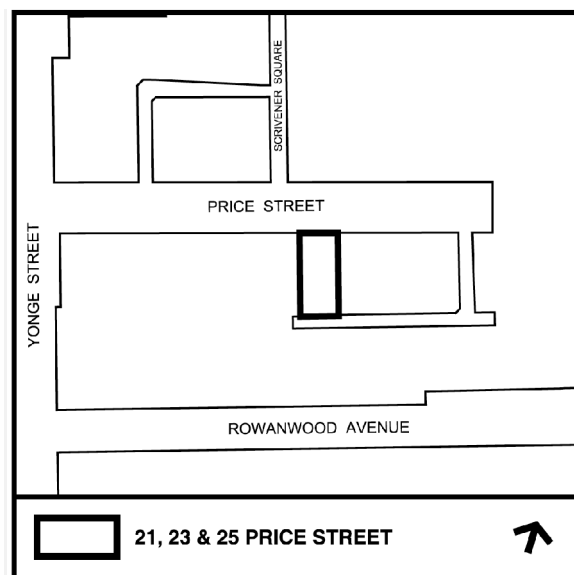 SCRIVENER SQUARE
PRICE STREET
YONGE STREET
ROWANWOOD AVENUE
21, 23 & 25 PRICE STREET